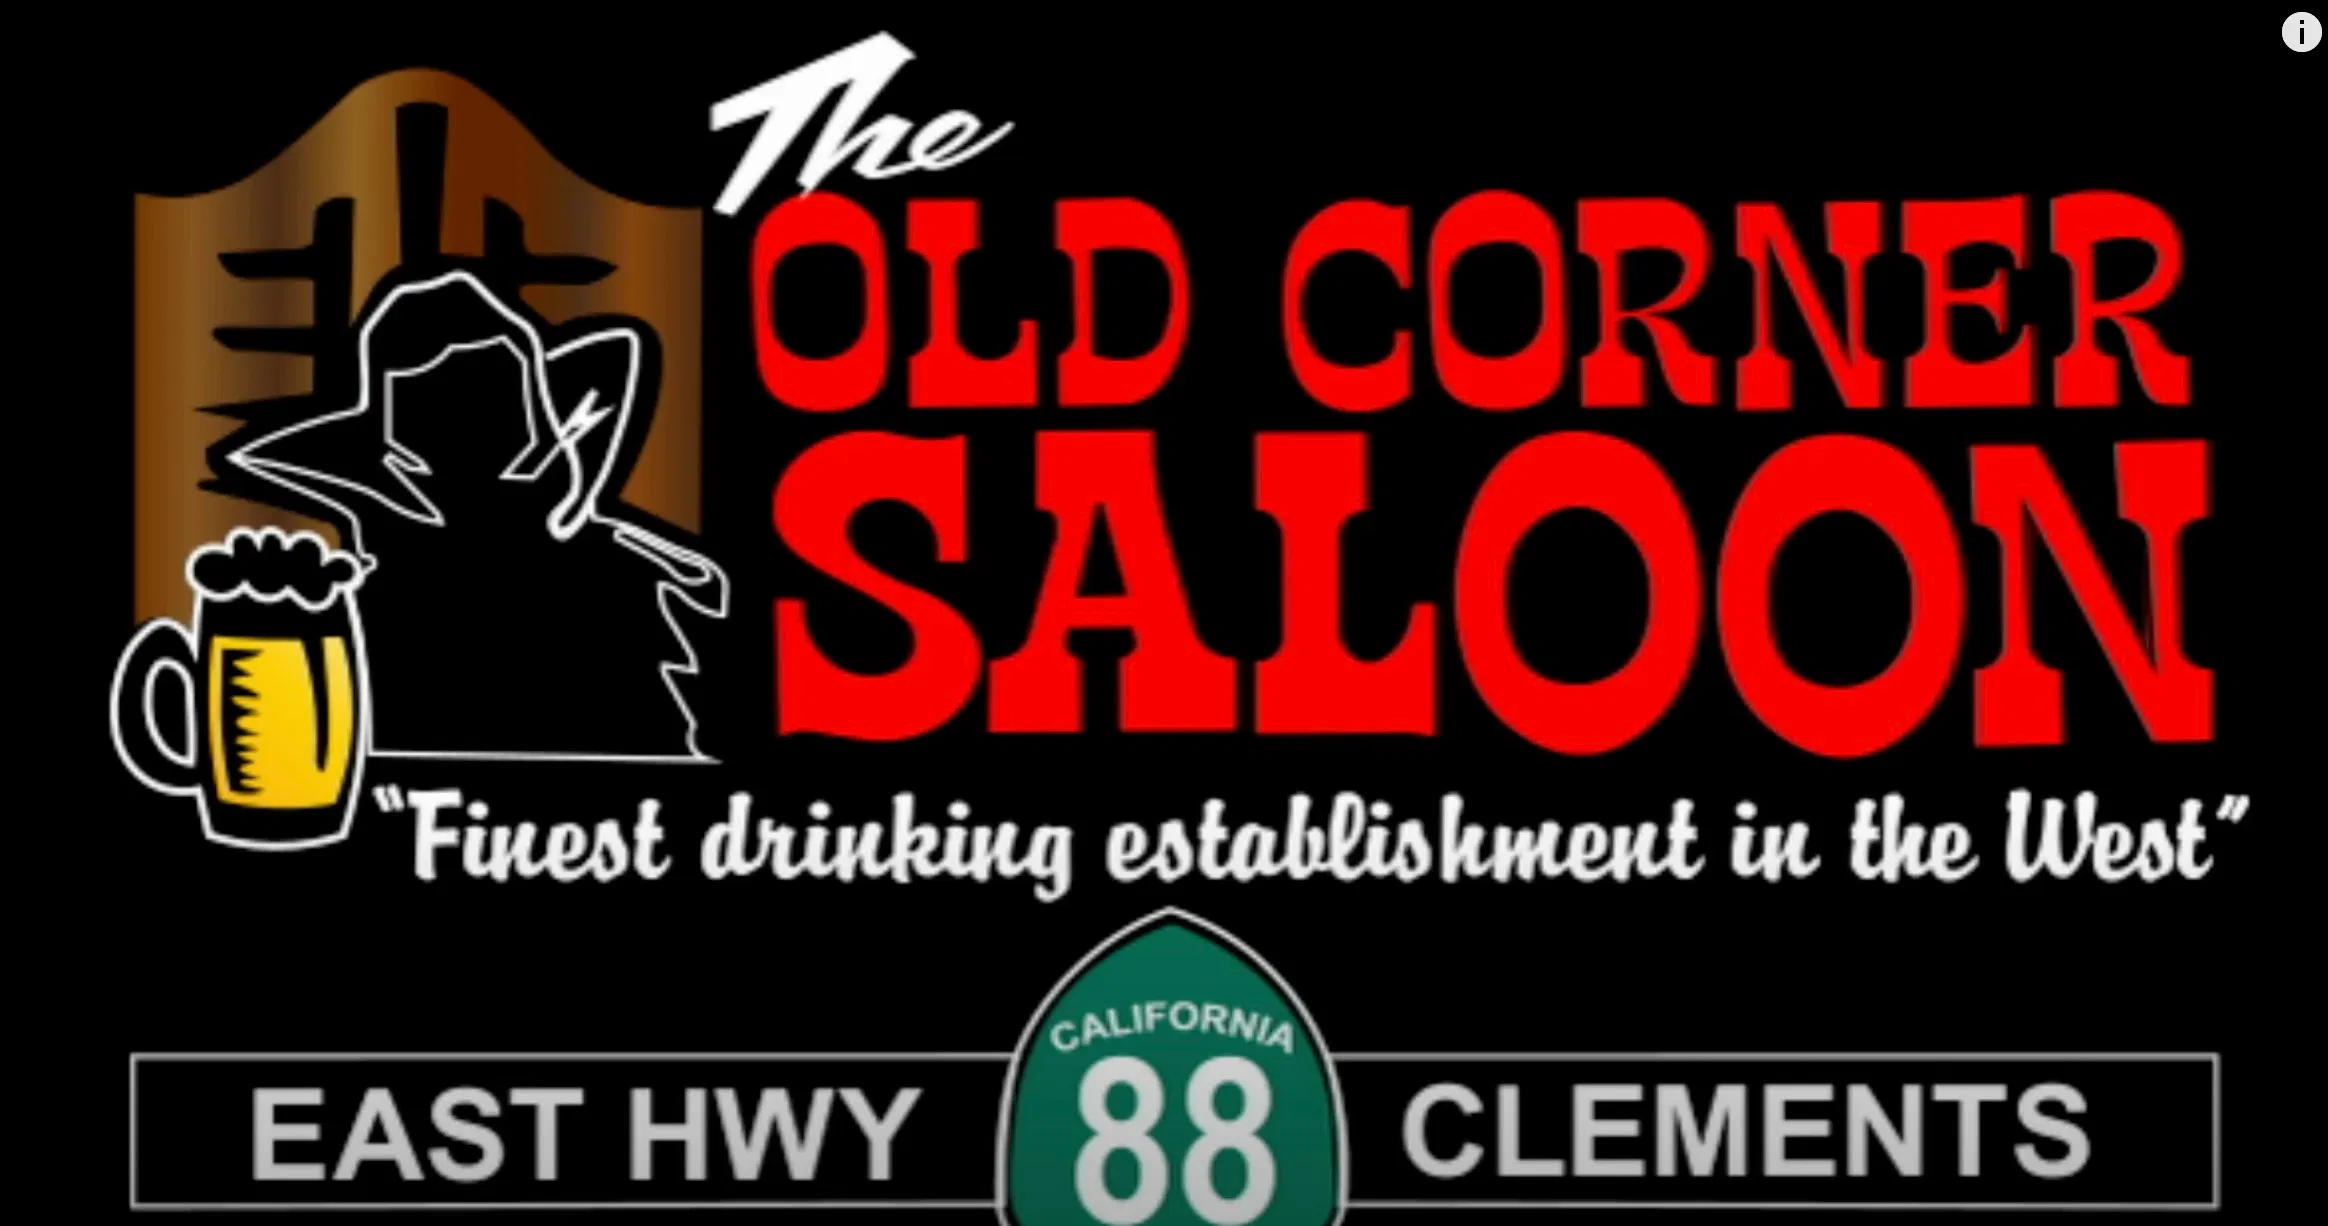 The
OLD CORNER
SALOON
"Finest drinking establishment in the West"
CALIFORNIA
EAST HWY 88 CLEMENTS